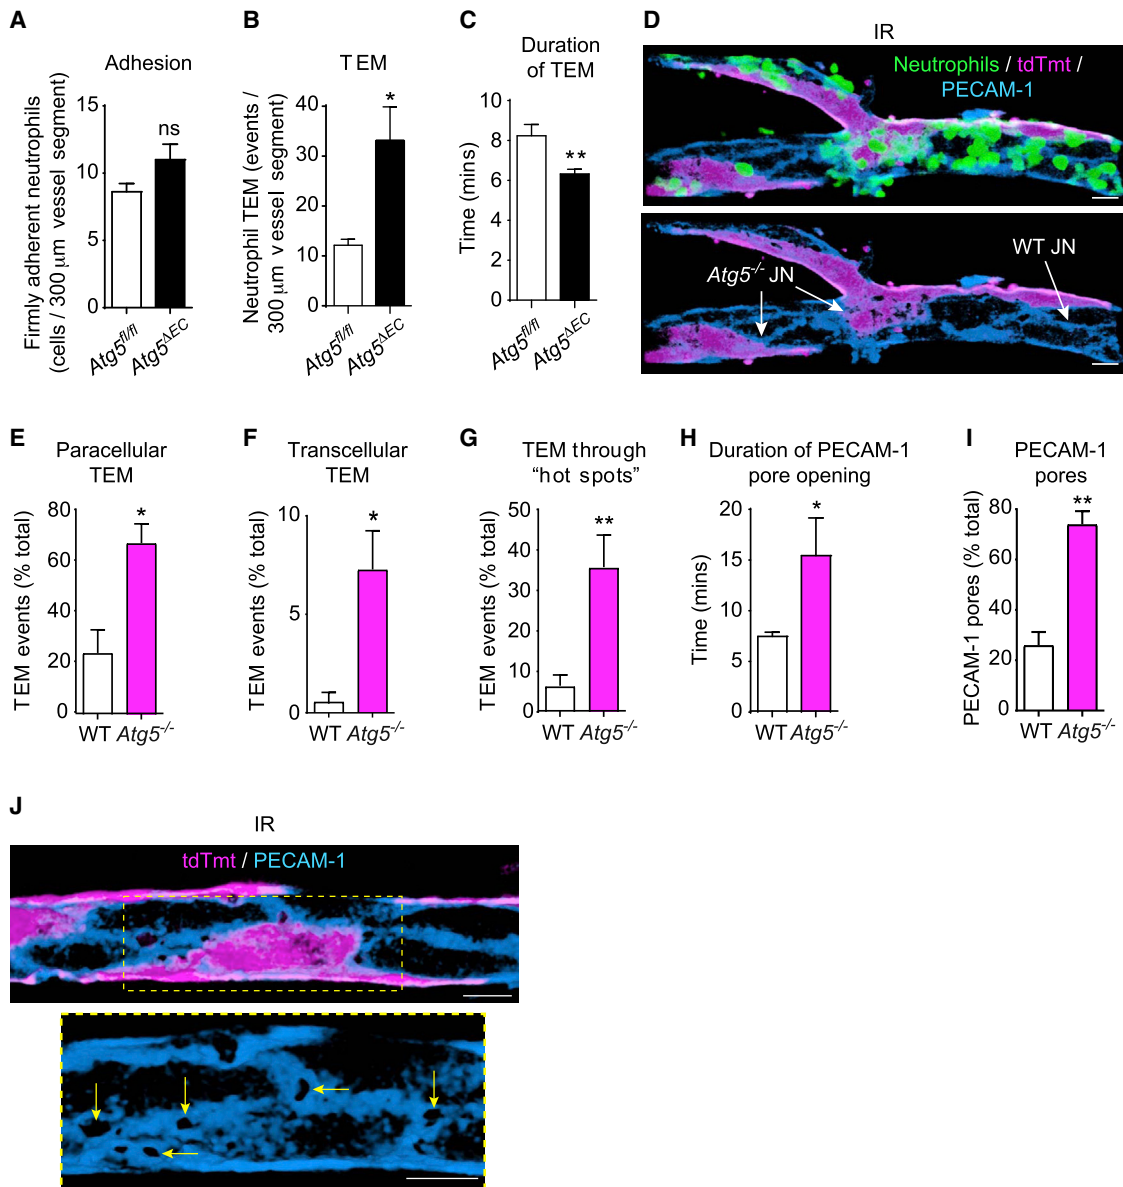 A
Adhesion
Firmly adherent neutrophils
(cells / 300 µm vessel segment)
15
10
5
0
ns
Atg5fl/fl
Atg5ΔEC
B
TEM
Neutrophil TEM (events /
300 µm vessel segment)
40
30
20
10
0
*
Atg5fl/fl
Atg5ΔEC
C
Duration
of TEM
Time (mins)
10
8
6
4
2
0
**
Atg5fl/fl
Atg5ΔEC
D
IR
Neutrophils / tdTmt /
PECAM-1
Atg5-/- JN
WT JN
E
Paracellular
TEM
TEM events (% total)
80
60
40
20
0
*
WT Atg5-/-
F
Transcellular
TEM
TEM events (% total)
10
5
0
*
WT Atg5-/-
G
TEM through
“hot spots”
TEM events (% total)
50
40
30
20
10
0
**
WT Atg5-/-
H
Duration of PECAM-1
pore opening
Time (mins)
20
15
10
5
0
*
WT Atg5-/-
I
PECAM-1
pores
PECAM-1 pores (% total)
80
60
40
20
0
**
WT Atg5-/-
J
IR
tdTmt / PECAM-1